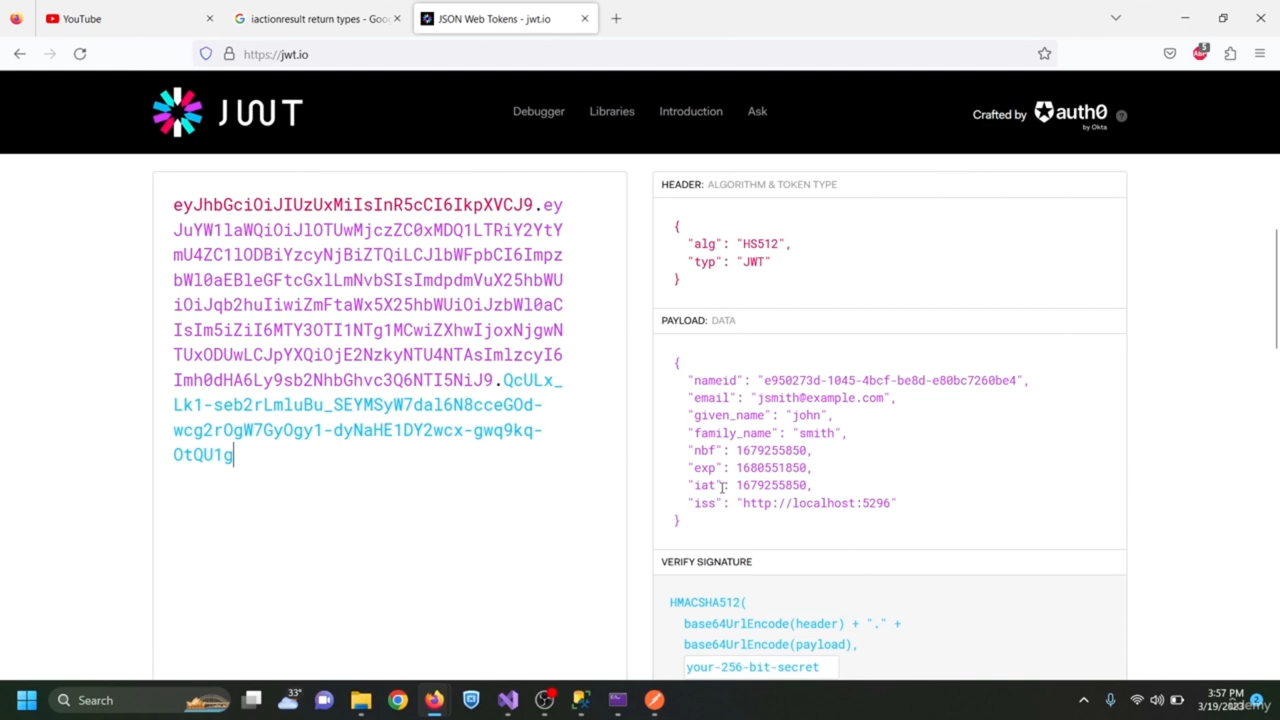 YouTube
iactionresult return types - Goo
JSON Web Tokens - jwt.io
https://jwt.io
5
JWT
Debugger
Libraries
Introduction
Ask
Crafted by auth0
by Okta
?
eyJhbGciOiJIUzUxMiIsInR5cCI6IkpXVCJ9.ey
JuYW1laWQiOiJlOTUwMjczZC0xMDQ1LTRiY2YtY
mU4ZC1lODBiYzcyNjBiZTQiLCJlbWFpbCI6Impz
bWl0aEBleGFtcGxlLmNvbSIsImdpdmVuX25hbWU
iOiJqb2huIiwiZmFtaWx5X25hbWUiOiJzbWl0aC
IsIm5iZiI6MTY3OTI1NTg1MCwiZXhwIjoxNjgwN
TUxODUwLCJpYXQiOjE2NzkyNTU4NTAsImlzcyI6
Imh0dHA6Ly9sb2NhbGhvc3Q6NTI5NiJ9.QcULx_
Lk1-seb2rLmluBu_SEYMSyW7dal6N8cceGOd-
wcg2rOgW7GyOgy1-dyNaHE1DY2wcx-gwq9kq-
OtQU1g
HEADER: ALGORITHM & TOKEN TYPE
{
"alg": "HS512",
"typ": "JWT"
}
PAYLOAD: DATA
{
"nameid": "e950273d-1045-4bcf-be8d-e80bc7260be4",
"email": "jsmith@example.com",
"given_name": "john",
"family_name": "smith",
"nbf": 1679255850,
"exp": 1680551850,
"iat": 1679255850,
"iss": "http://localhost:5296"
}
VERIFY SIGNATURE
HMACSHA512(
base64UrlEncode(header) + "." +
base64UrlEncode(payload),
your-256-bit-secret
Search
33°
3:57 PM
3/19/2023
2